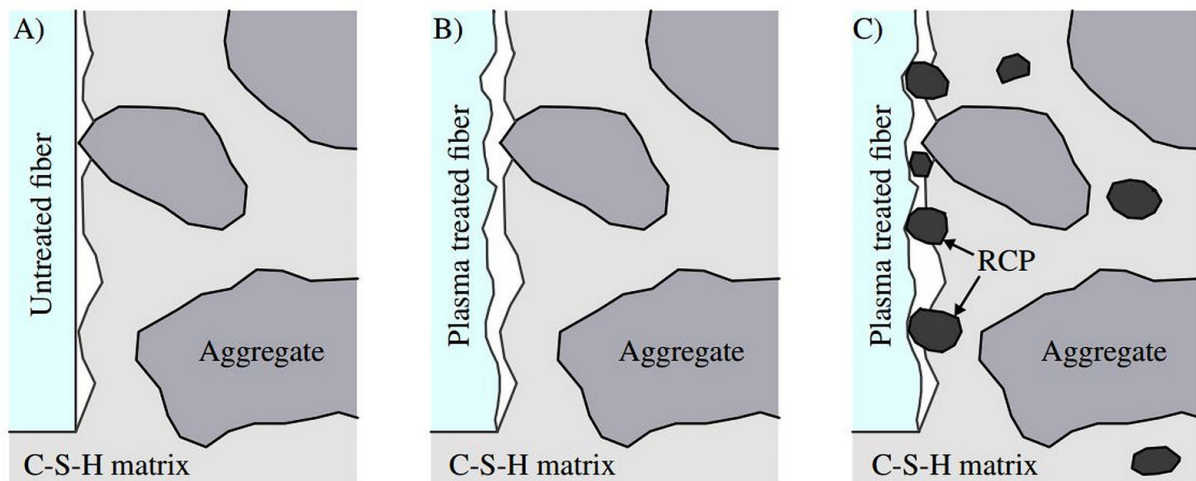 A)
Untreated fiber
Aggregate
C-S-H matrix
B)
Plasma treated fiber
Aggregate
C-S-H matrix
C)
Plasma treated fiber
RCP
Aggregate
C-S-H matrix